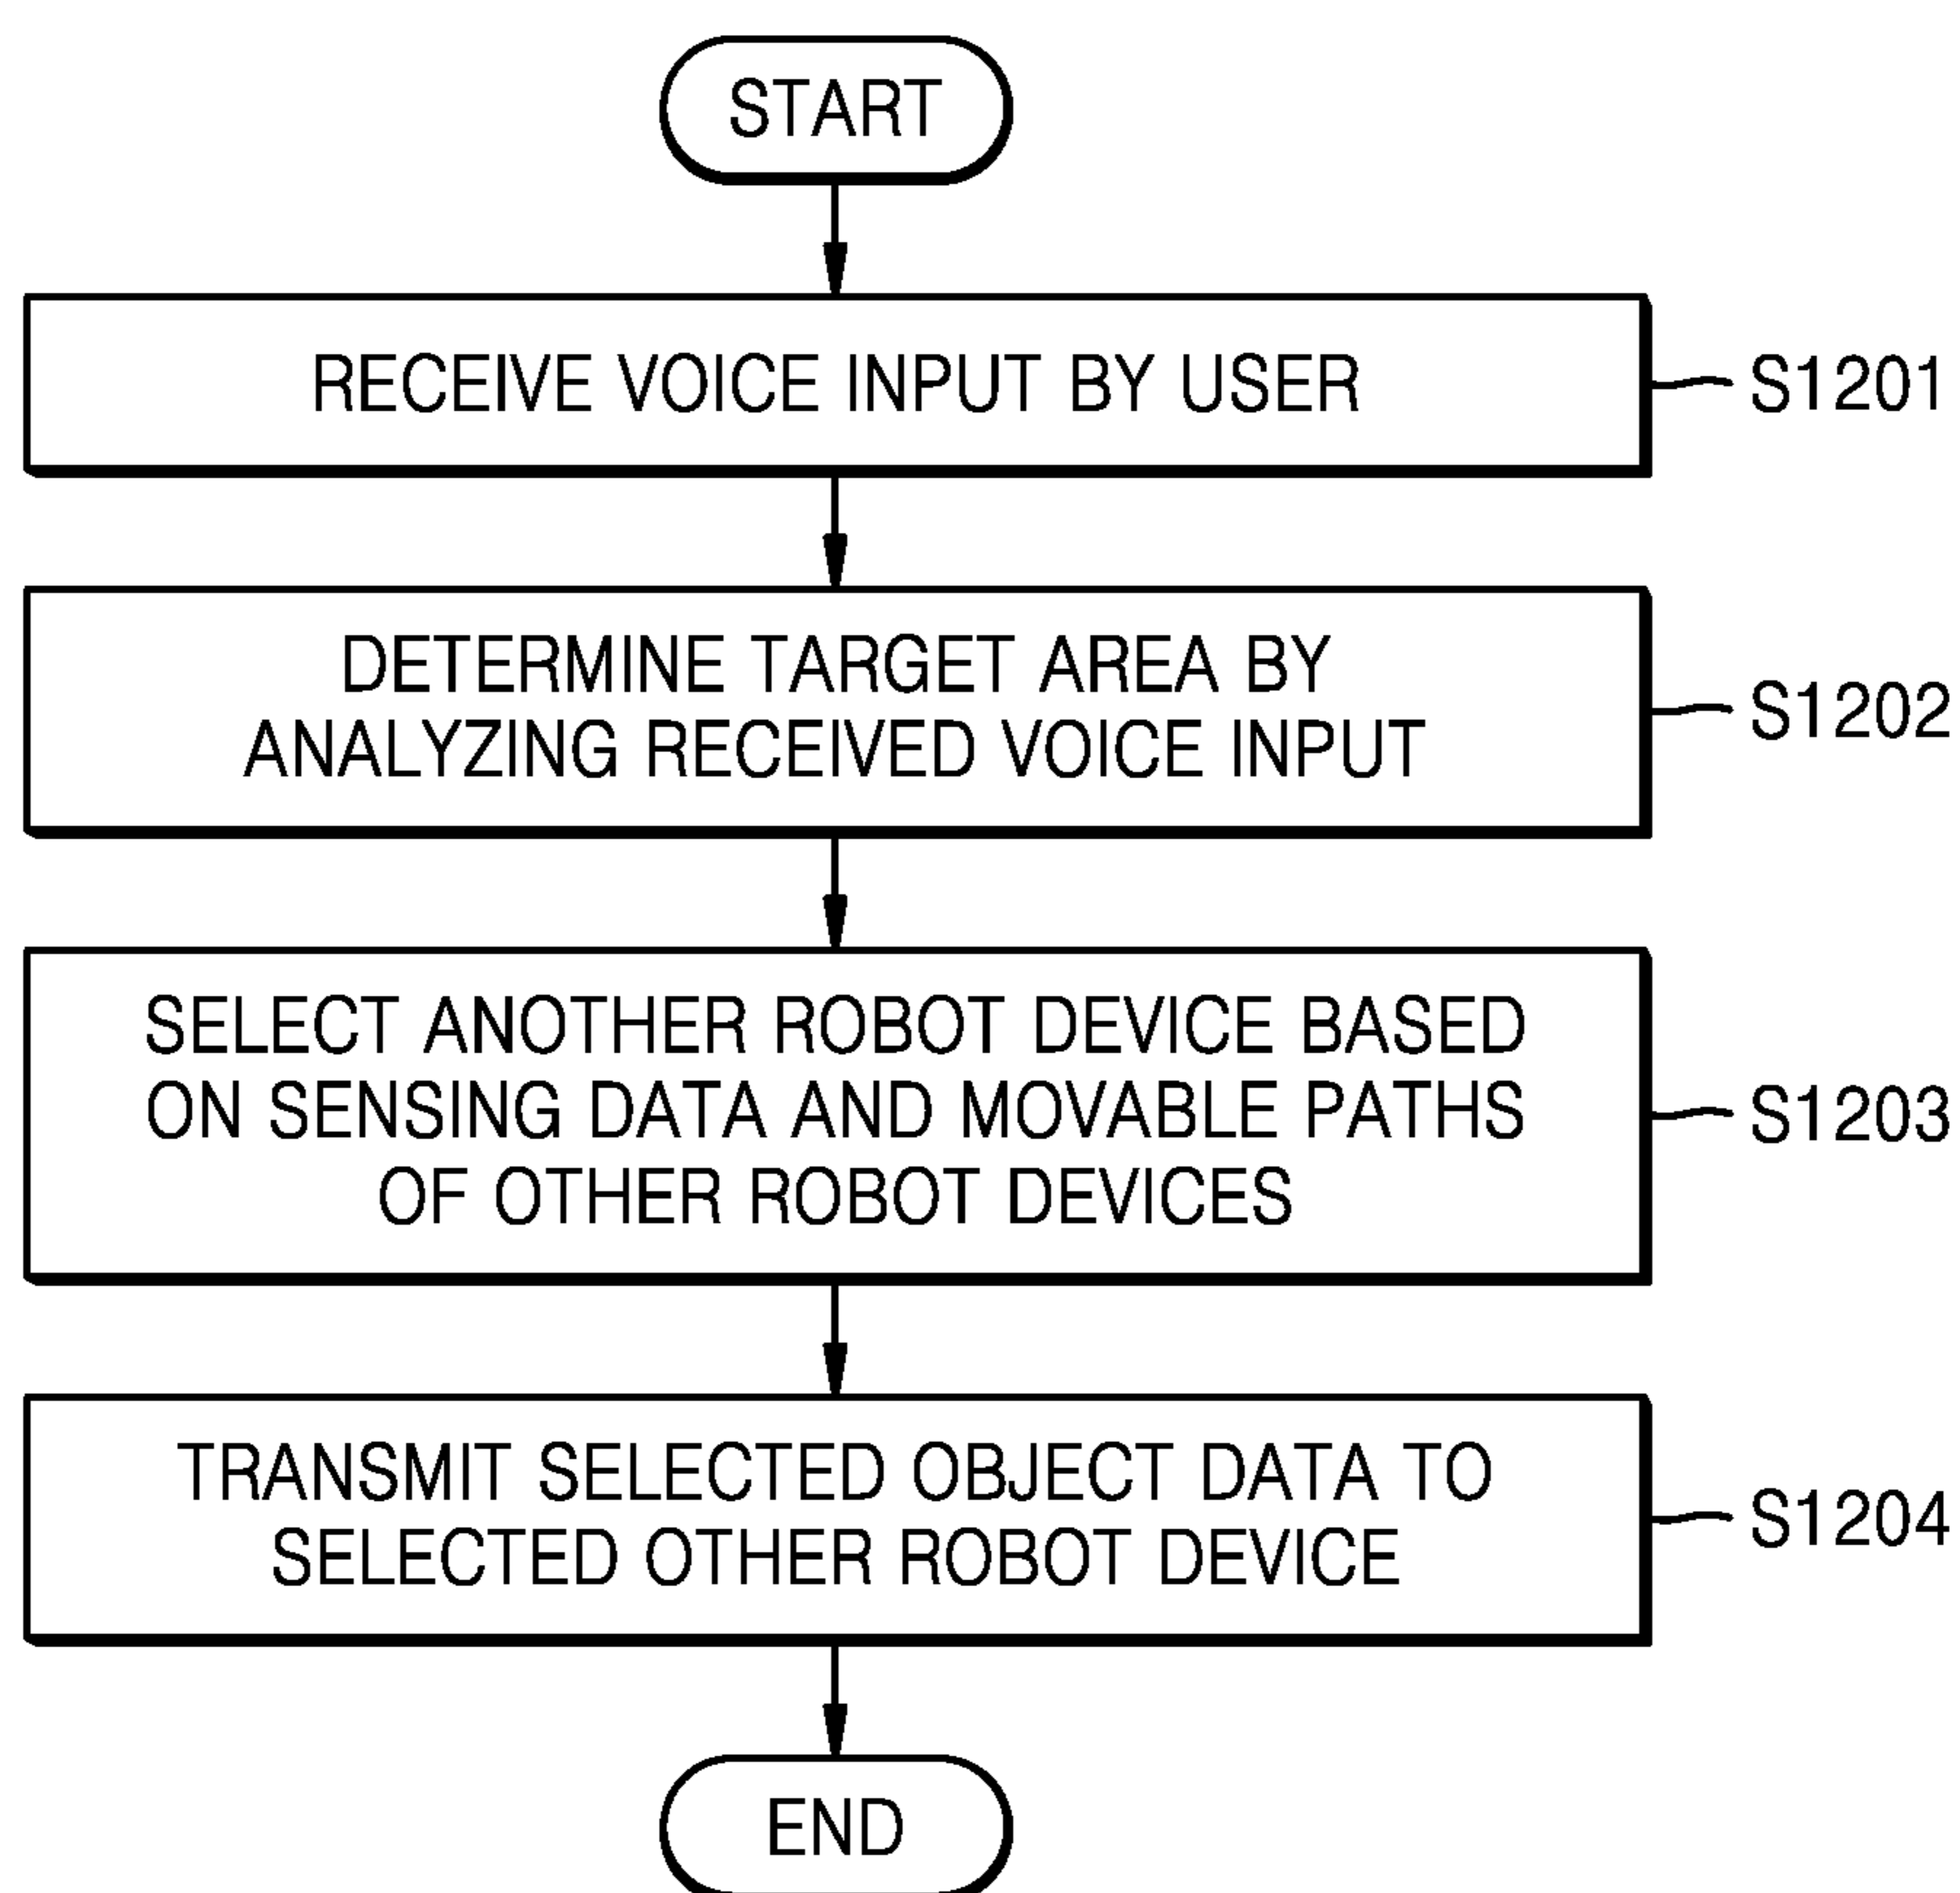 START
RECEIVE VOICE INPUT BY USER
S1201
DETERMINE TARGET AREA BY
ANALYZING RECEIVED VOICE INPUT
S1202
SELECT ANOTHER ROBOT DEVICE BASED
ON SENSING DATA AND MOVABLE PATHS
OF OTHER ROBOT DEVICES
S1203
TRANSMIT SELECTED OBJECT DATA TO
SELECTED OTHER ROBOT DEVICE
S1204
END